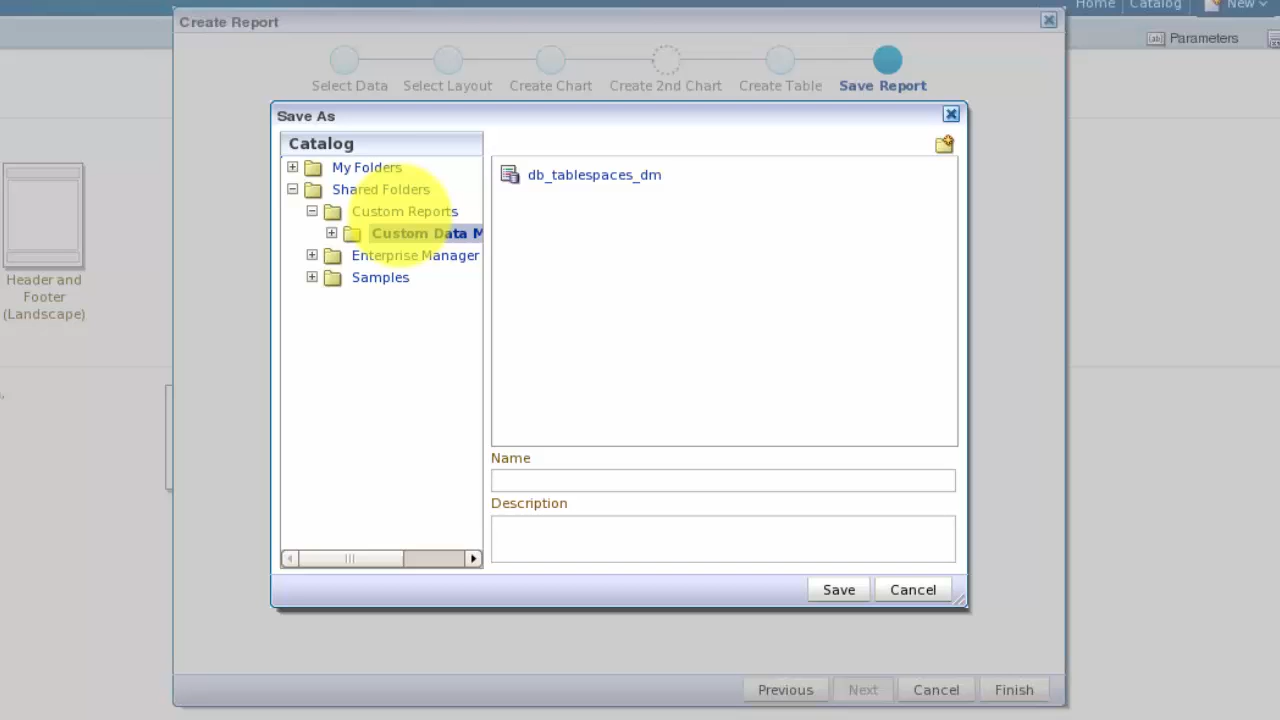 Home
Catalog
New
Create Report
Parameters
Select Data
Select Layout
Create Chart
Create 2nd Chart
Create Table
Save Report
Save As
Catalog
My Folders
Shared Folders
Custom Reports
Custom Data M
Enterprise Manager
Samples
db_tablespaces_dm
Header and
Footer
(Landscape)
Name
Description
Save
Cancel
Previous
Next
Cancel
Finish